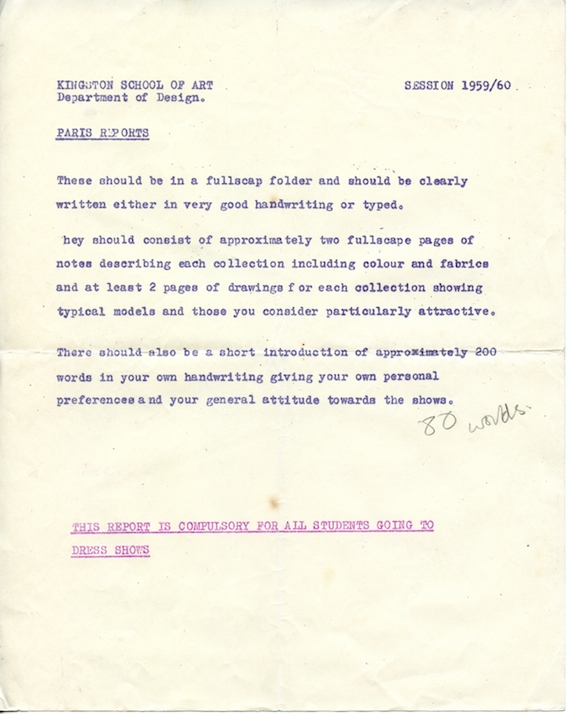 KINGSTON SCHOOL OF ART SESSION 1959/60
Department of Design.
PARIS REPORTS
These should be in a fullscap folder and should be clearly
written either in very good handwriting or typed.
hey should consist of approximately two fullscape pages of
notes describing each collection including colour and fabrics
and at least 2 pages of drawings for each collection showing
typical models and those you consider particularly attractive.
There should also be a short introduction of approximately 200
words in your own handwriting giving your own personal
preferences and your general attitude towards the shows.
80 words.
THIS REPORT IS COMPULSORY FOR ALL STUDENTS GOING TO
DRESS SHOWS